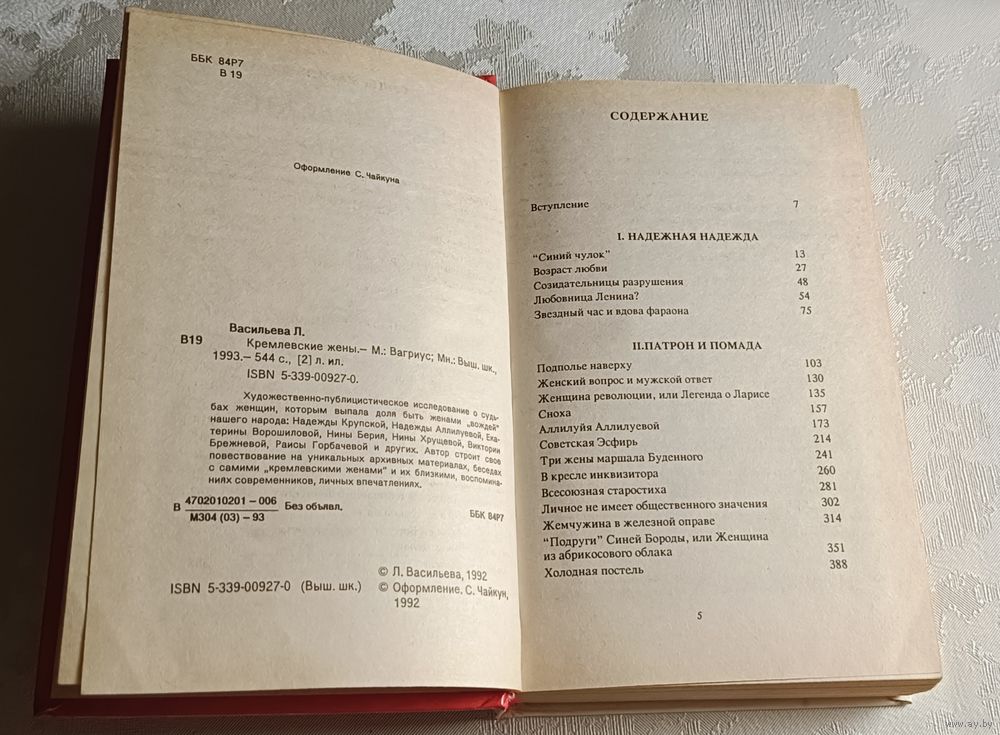 ББК 84Р7
В 19
Оформление С. Чайкуна
Васильева Л.
В19
Кремлевские жены.— М.: Вагриус; Мн.: Выш. шк.,
1993.— 544 с., [2] л. ил.
ISBN 5-339-00927-0.
Художественно-публицистическое исследование о судь-
бах женщин, которым выпала доля быть женами „вождей"
нашего народа: Надежды Крупской, Надежды Аллилуевой, Ека-
терины Ворошиловой, Нины Берия, Нины Хрущевой, Виктории
Брежневой, Раисы Горбачевой и других. Автор строит свое
повествование на уникальных архивных материалах, беседах
с самими „кремлевскими женами" и их близкими, воспомина-
ниях современников, личных впечатлениях.
В 4702010201—006 Без объявл.
М304 (03)—93
ББК 84Р7
ISBN 5-339-00927-0 (Выш. шк.)
© Л. Васильева, 1992
© Оформление. С. Чайкун,
1992
СОДЕРЖАНИЕ
Вступление 7
I. НАДЕЖНАЯ НАДЕЖДА
"Синий чулок" 13
Возраст любви 27
Созидательницы разрушения 48
Любовница Ленина? 54
Звездный час и вдова фараона 75
II.ПАТРОН И ПОМАДА
Подполье наверху 103
Женский вопрос и мужской ответ 130
Женщина революции, или Легенда о Ларисе 135
Сноха 157
Аллилуйя Аллилуевой 173
Советская Эсфирь 214
Три жены маршала Буденного 241
В кресле инквизитора 260
Всесоюзная старостиха 281
Личное не имеет общественного значения 302
Жемчужина в железной оправе 314
"Подруги" Синей Бороды, или Женщина
из абрикосового облака 351
Холодная постель 388
5
www.ay.by